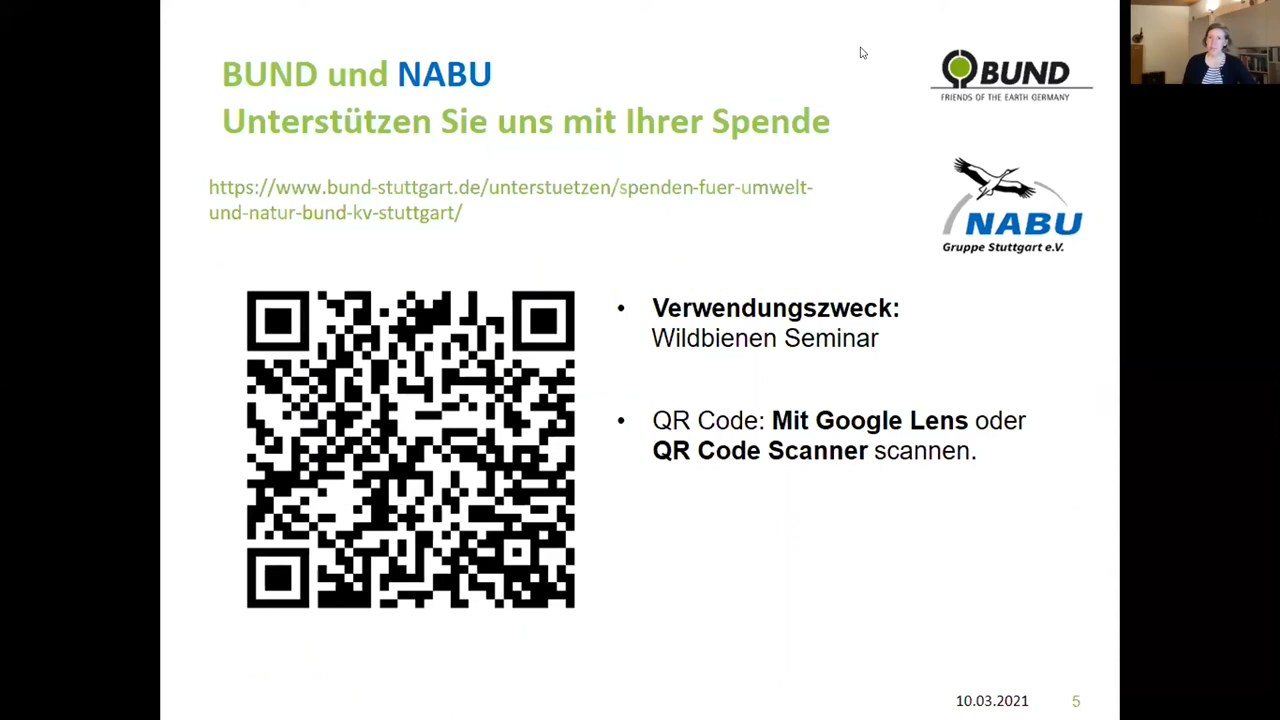 BUND und NABU
Unterstützen Sie uns mit Ihrer Spende
https://www.bund-stuttgart.de/unterstuetzen/spenden-fuer-umwelt-
und-natur-bund-kv-stuttgart/
BUND
FRIENDS OF THE EARTH GERMANY
NABU
Gruppe Stuttgart e.V.
• Verwendungszweck:
Wildbienen Seminar
• QR Code: Mit Google Lens oder
QR Code Scanner scannen.
10.03.2021 5